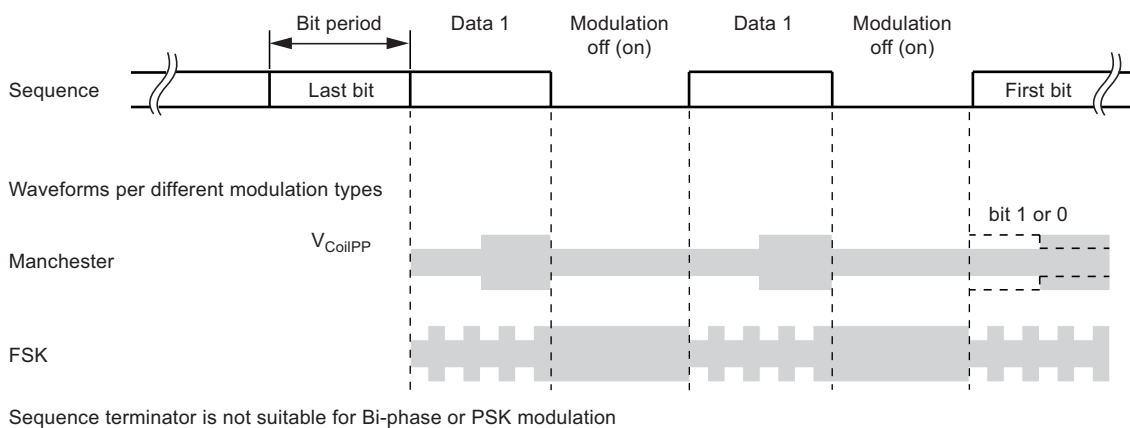 Bit period
Data 1
Modulation
off (on)
Data 1
Modulation
off (on)
Sequence
Last bit
First bit
Waveforms per different modulation types
bit 1 or 0
VCoilPP
Manchester
FSK
Sequence terminator is not suitable for Bi-phase or PSK modulation